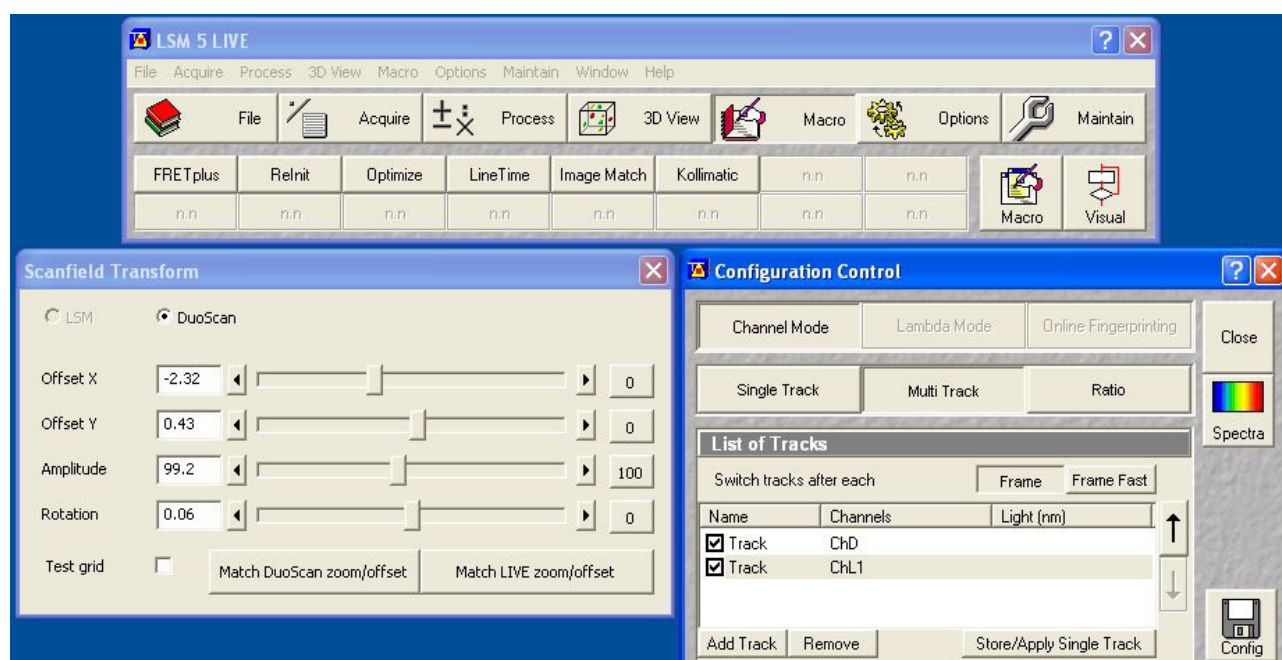 LSM 5 LIVE
File Acquire Process 3D View Macro Options Maintain Window Help
File Acquire Process 3D View Macro Options Maintain
FRETplus ReInit Optimize LineTime Image Match Kollimatic n.n n.n
n.n n.n n.n n.n n.n n.n n.n n.n
Macro Visual
Scanfield Transform
LSM DuoScan
Offset X -2.32 0
Offset Y 0.43 0
Amplitude 99.2 100
Rotation 0.06 0
Test grid Match DuoScan zoom/offset Match LIVE zoom/offset
Configuration Control
Channel Mode Lambda Mode Online Fingerprinting
Close
Single Track Multi Track Ratio
Spectra
List of Tracks
Switch tracks after each Frame Frame Fast
Name Channels Light (nm)
Track ChD
Track ChL1
Add Track Remove Store/Apply Single Track
Config